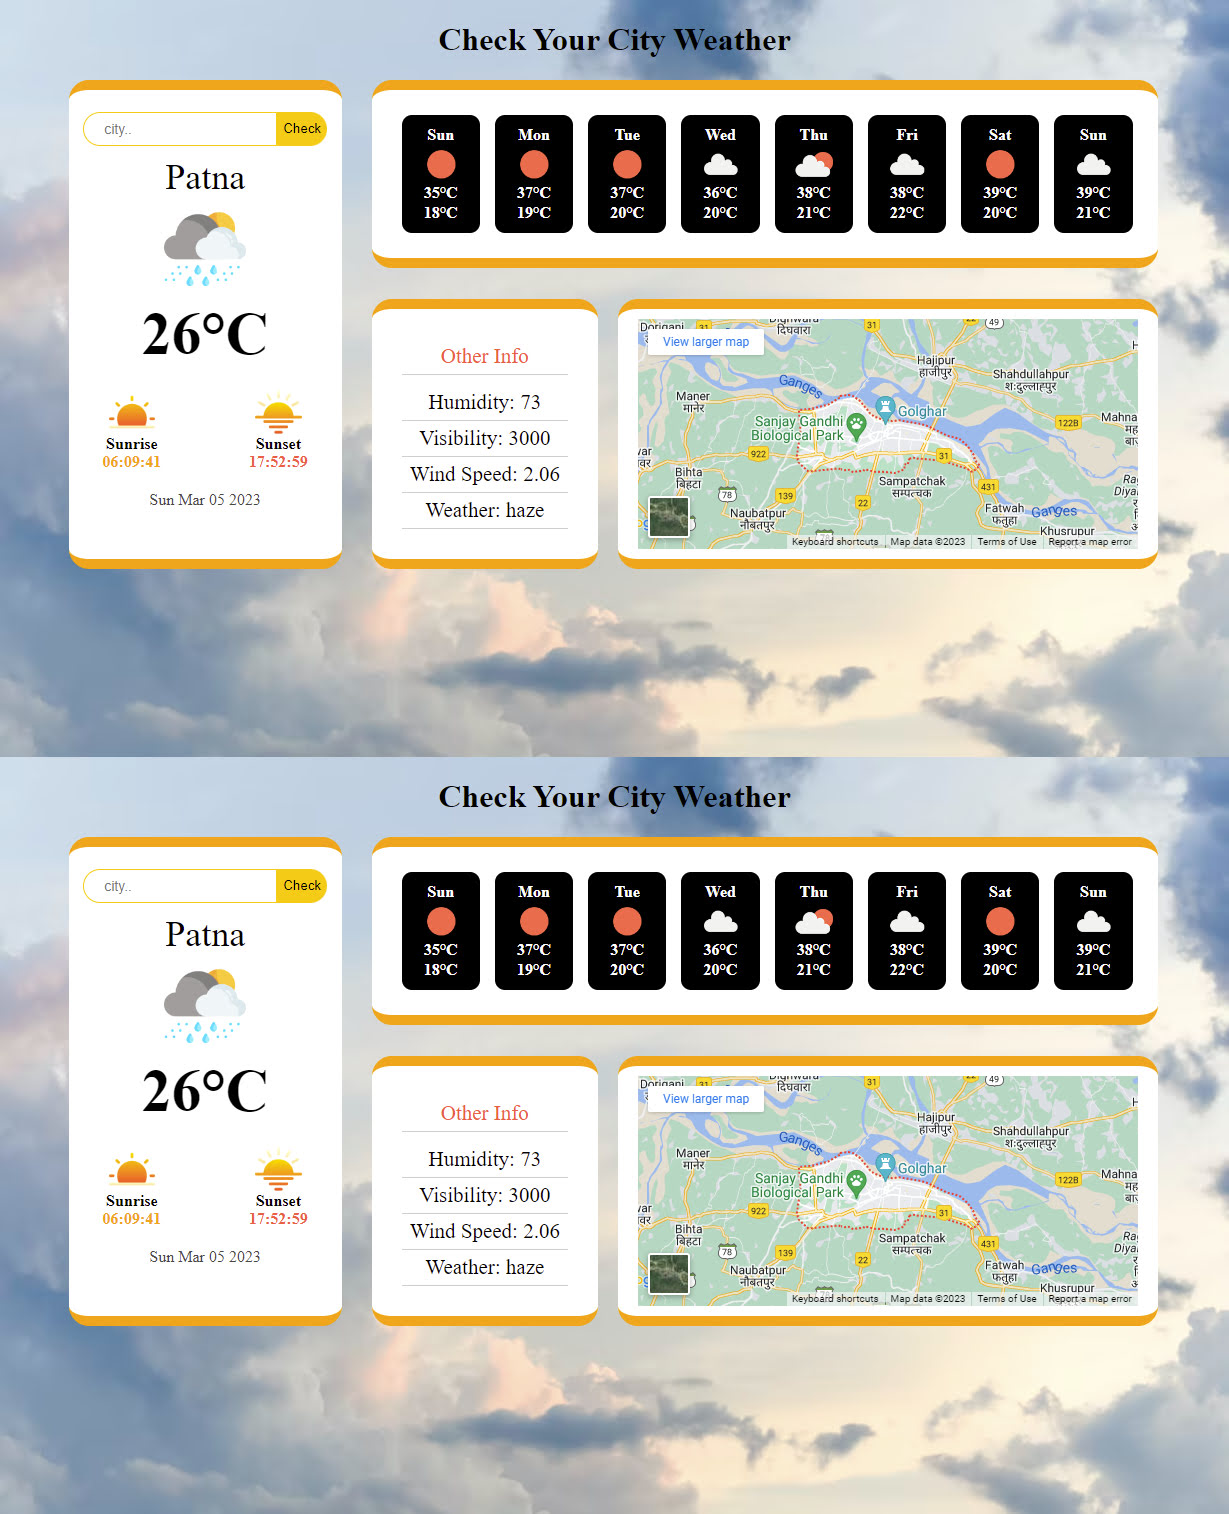 Check Your City Weather
city..
Check
Patna
26°C
Sunrise
06:09:41
Sunset
17:52:59
Sun Mar 05 2023
Sun
35°C
18°C
Mon
37°C
19°C
Tue
37°C
20°C
Wed
36°C
20°C
Thu
38°C
21°C
Fri
38°C
22°C
Sat
39°C
20°C
Sun
39°C
21°C
Other Info
Humidity: 73
Visibility: 3000
Wind Speed: 2.06
Weather: haze
View larger map
31
दिघवारा
31
22
49
Hajipur
हाजीपुर
Shahdullahpur
श:दुल्लाहपुर
Ganges
Maner
मानेर
Golghar
Sanjay Gandhi
Biological Park
Mahna
122B
922
31
Bihta
बिहटा
Sampatchak
सम्पत्चक
78
139
22
431
Naubatpur
नौबतपुर
Fatwah
फतुहा
Ganges
Khusrupur
Keyboard shortcuts
Map data ©2023
Terms of Use
Report a map error
Check Your City Weather
city..
Check
Patna
26°C
Sunrise
06:09:41
Sunset
17:52:59
Sun Mar 05 2023
Sun
35°C
18°C
Mon
37°C
19°C
Tue
37°C
20°C
Wed
36°C
20°C
Thu
38°C
21°C
Fri
38°C
22°C
Sat
39°C
20°C
Sun
39°C
21°C
Other Info
Humidity: 73
Visibility: 3000
Wind Speed: 2.06
Weather: haze
View larger map
31
दिघवारा
31
22
49
Hajipur
हाजीपुर
Shahdullahpur
श:दुल्लाहपुर
Ganges
Maner
मानेर
Golghar
Sanjay Gandhi
Biological Park
Mahna
122B
922
31
Bihta
बिहटा
Sampatchak
सम्पत्चक
78
139
22
431
Naubatpur
नौबतपुर
Fatwah
फतुहा
Ganges
Khusrupur
Keyboard shortcuts
Map data ©2023
Terms of Use
Report a map error